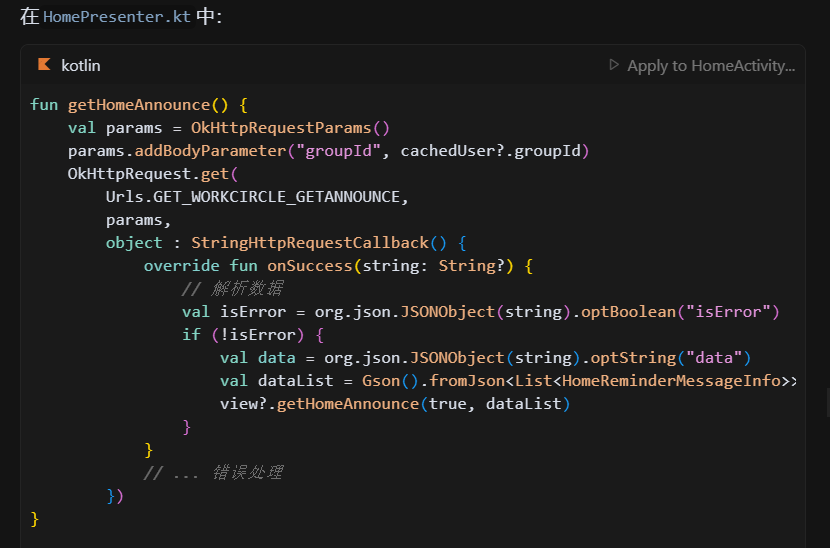 在 HomePresenter.kt 中:
kotlin
Apply to HomeActivity...
fun getHomeAnnounce() {
    val params = OkHttpRequestParams()
    params.addBodyParameter("groupId", cachedUser?.groupId)
    OkHttpRequest.get(
        Urls.GET_WORKCIRCLE_GETANNOUNCE,
        params,
        object : StringHttpRequestCallback() {
            override fun onSuccess(string: String?) {
                // 解析数据
                val isError = org.json.JSONObject(string).optBoolean("isError")
                if (!isError) {
                    val data = org.json.JSONObject(string).optString("data")
                    val dataList = Gson().fromJson<List<HomeReminderMessageInfo>>
                    view?.getHomeAnnounce(true, dataList)
                }
            }
            // ... 错误处理
        })
}